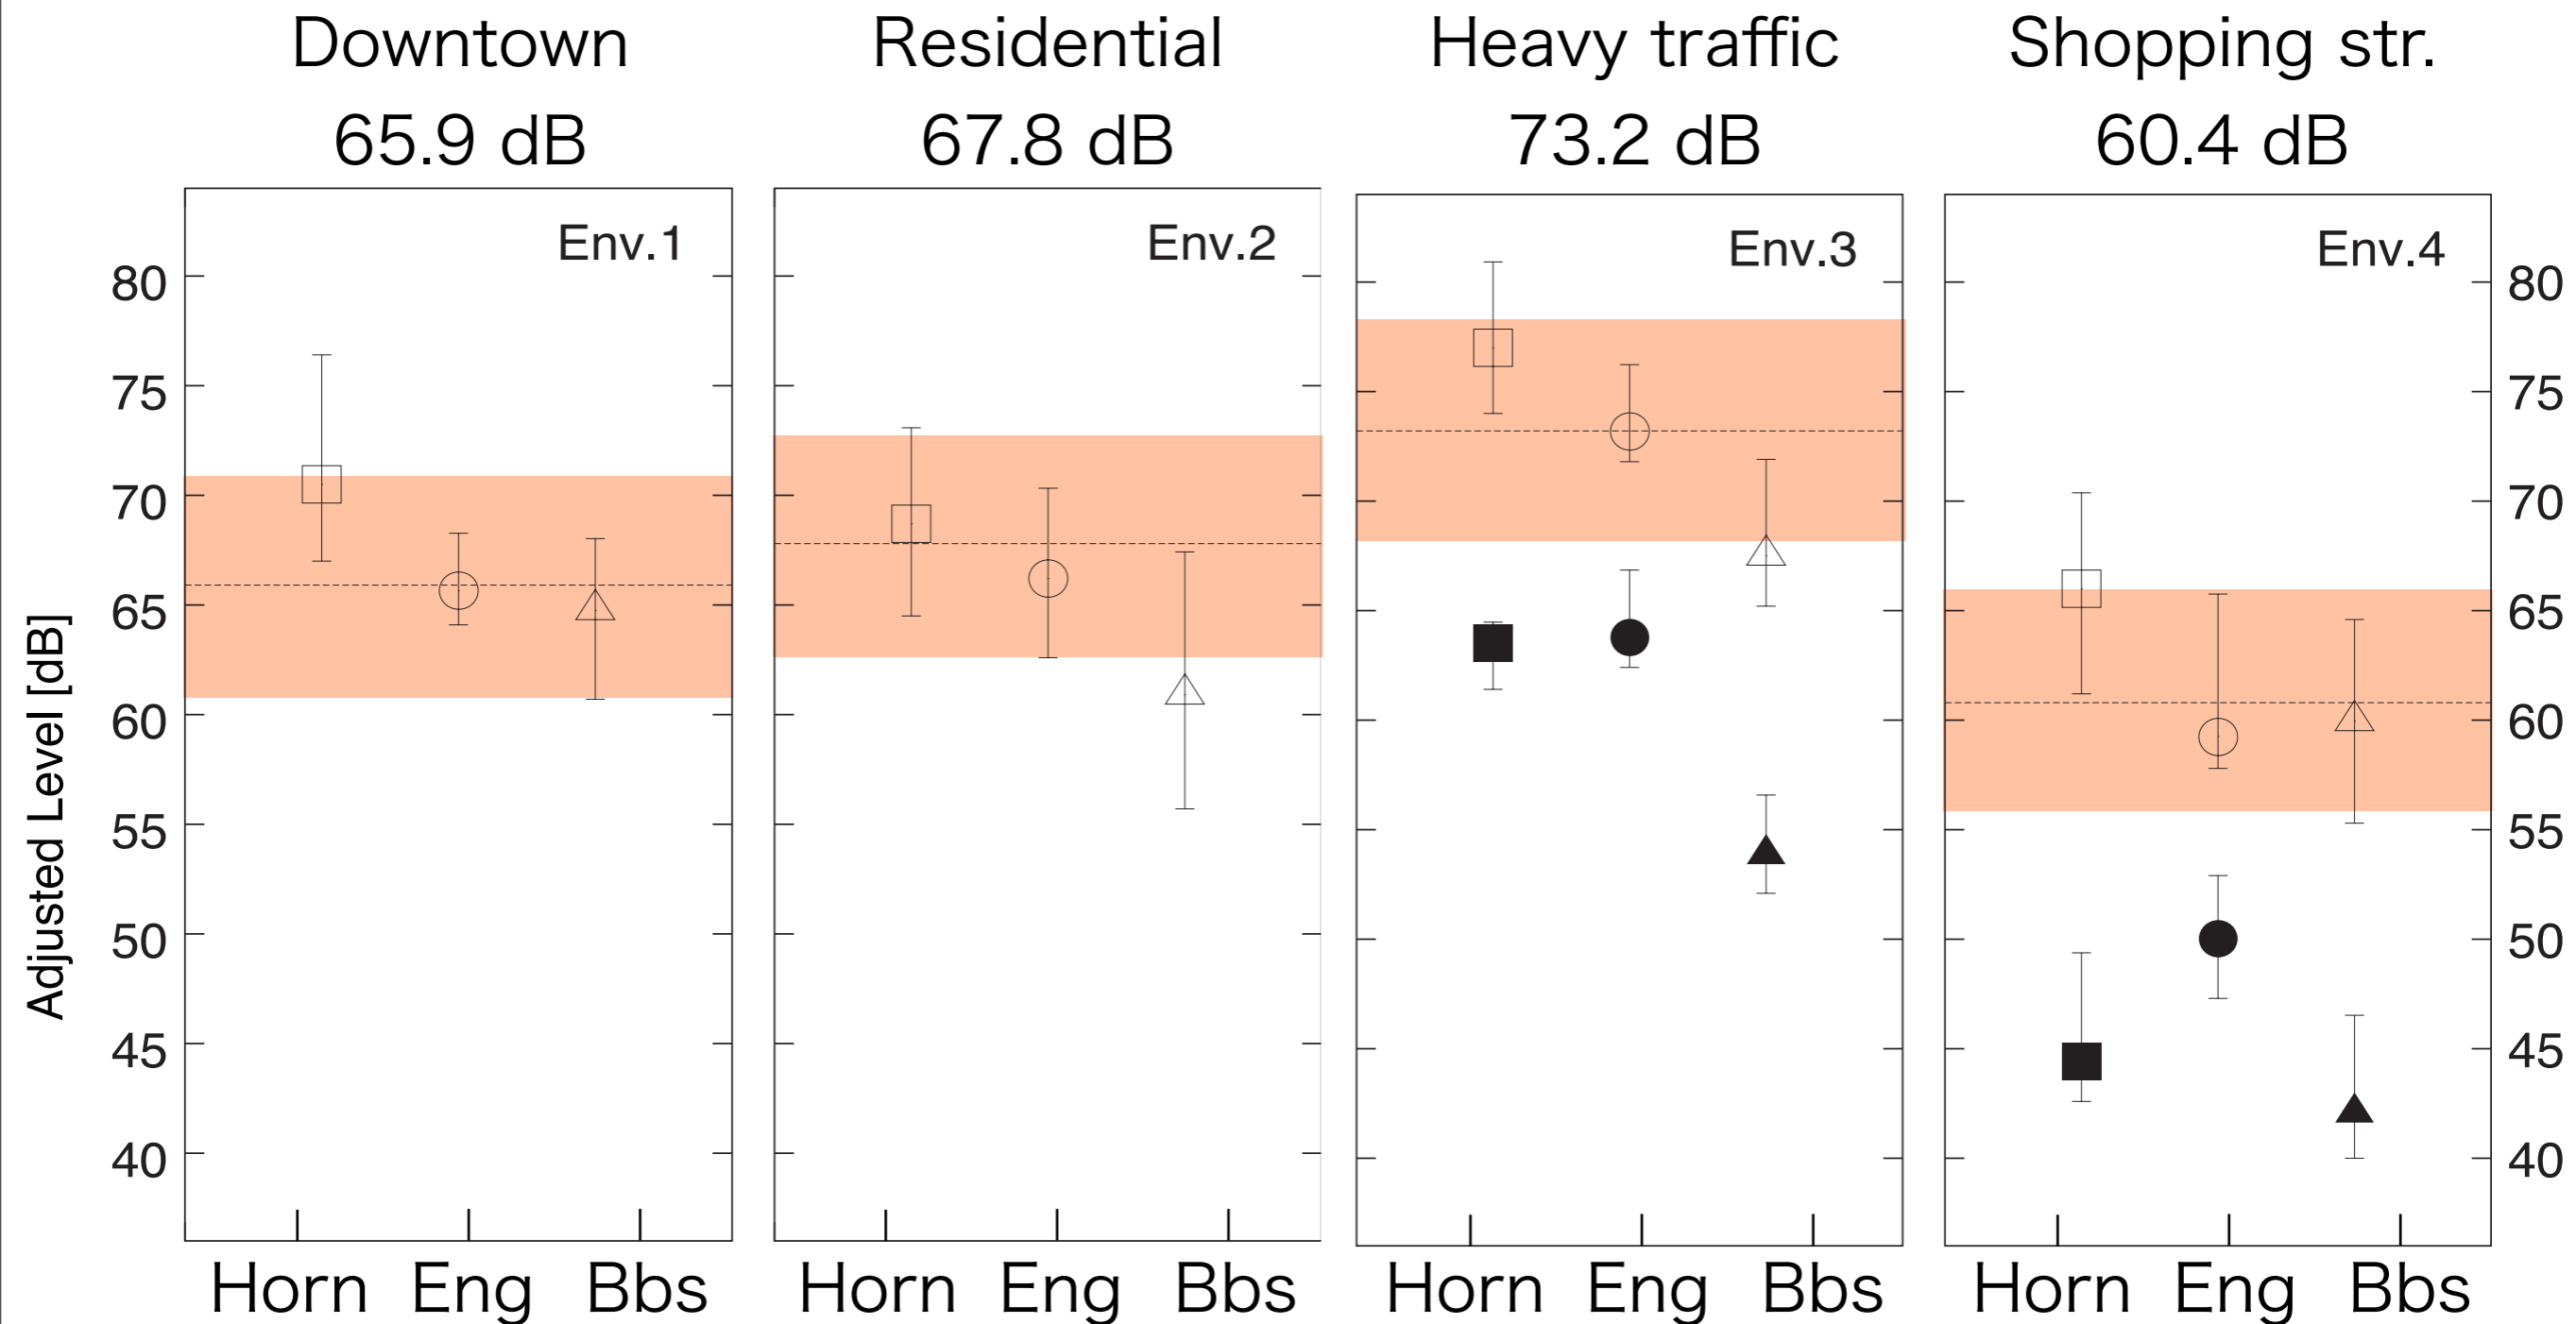 Downtown Residential Heavy traffic Shopping str.
65.9 dB 67.8 dB 73.2 dB 60.4 dB
Env.1 Env.2 Env.3 Env.4
80 80
75 75
70 70
65 65
60 60
55 55
50 50
45 45
40 40
Adjusted Level [dB]
Horn Eng Bbs Horn Eng Bbs Horn Eng Bbs Horn Eng Bbs